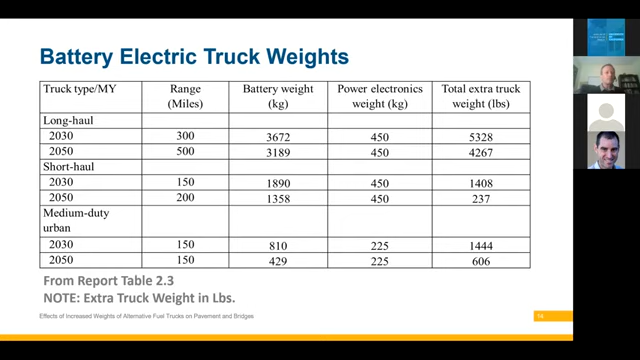 Battery Electric Truck Weights
Truck type/MY Range (Miles) Battery weight (kg) Power electronics weight (kg) Total extra truck weight (lbs)
Long-haul
2030 300 3672 450 5328
2050 500 3189 450 4267
Short-haul
2030 150 1890 450 1408
2050 200 1358 450 237
Medium-duty urban
2030 150 810 225 1444
2050 150 429 225 606
From Report Table 2.3
NOTE: Extra Truck Weight in Lbs.
Effects of Increased Weights of Alternative Fuel Trucks on Pavement and Bridges